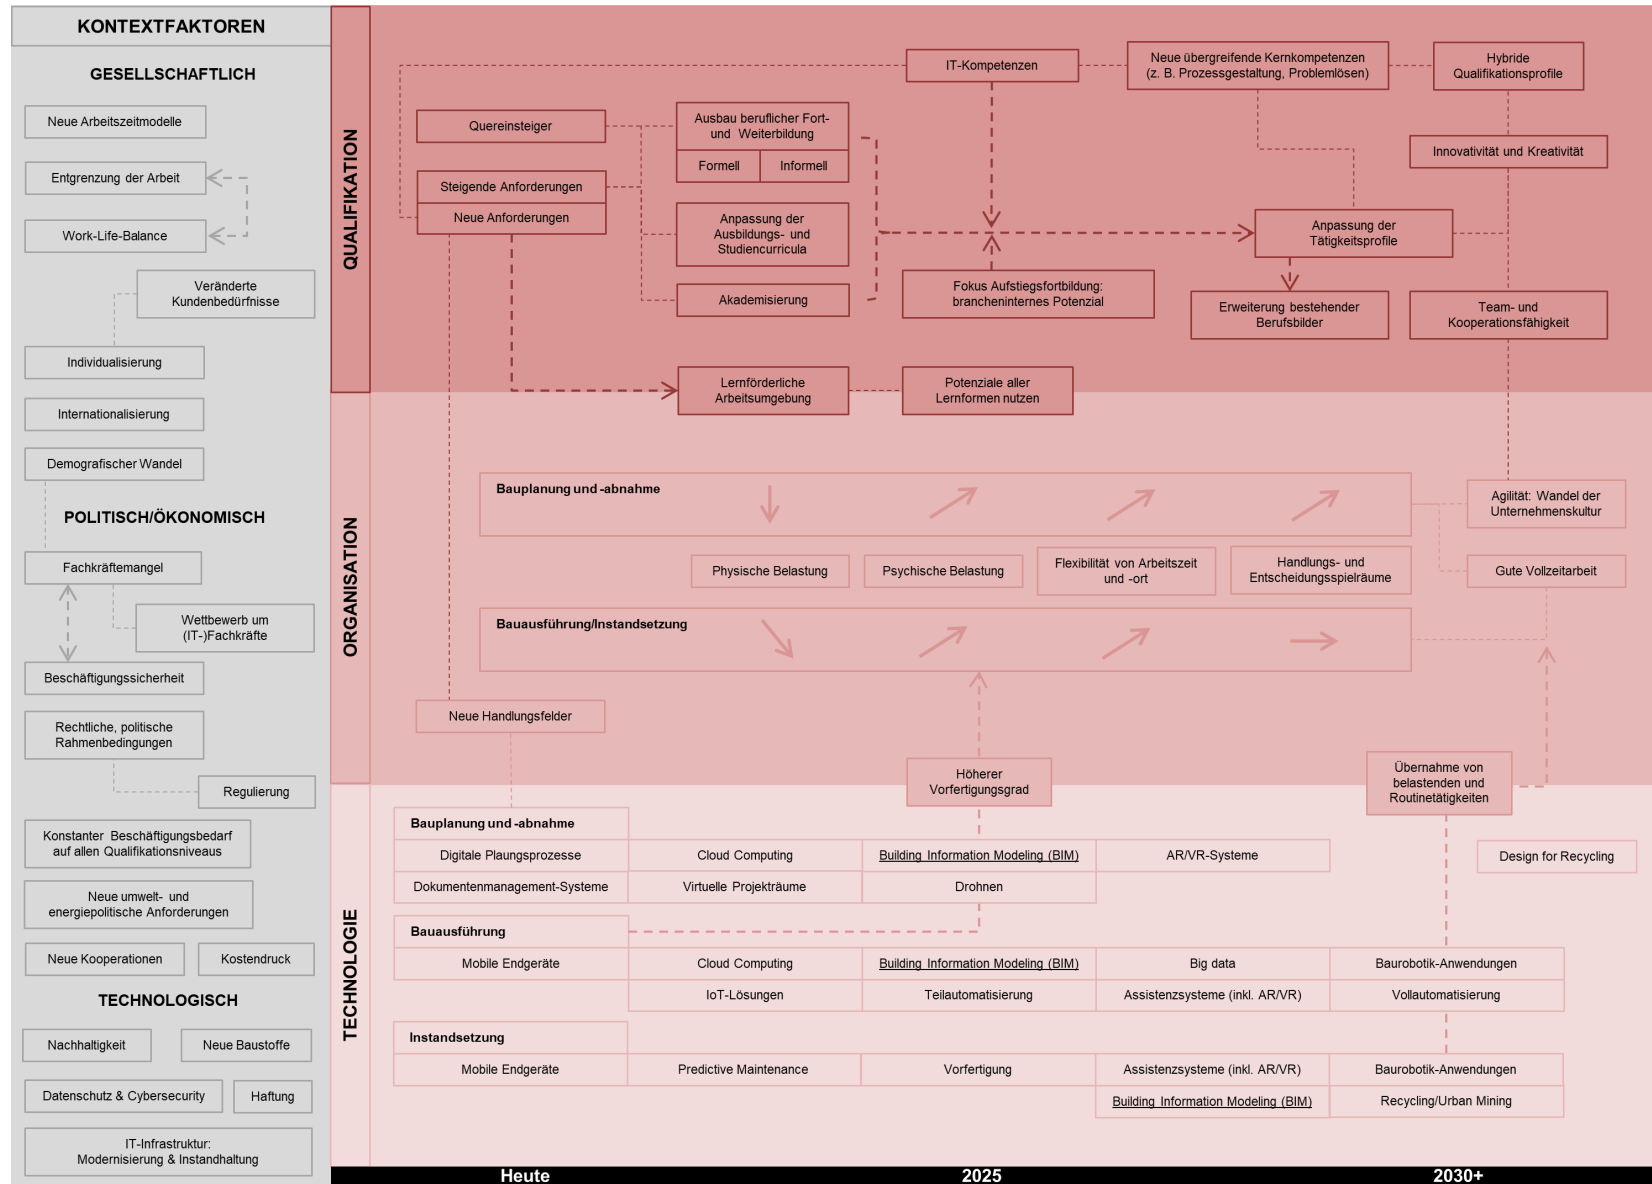 KONTEXTFAKTOREN
GESELLSCHAFTLICH
Neue Arbeitszeitmodelle
Entgrenzung der Arbeit
Work-Life-Balance
Veränderte
Kundenbedürfnisse
Individualisierung
Internationalisierung
Demografischer Wandel
POLITISCH/ÖKONOMISCH
Fachkräftemangel
Wettbewerb um
(IT-)Fachkräfte
Beschäftigungssicherheit
Rechtliche, politische
Rahmenbedingungen
Regulierung
Konstanter Beschäftigungsbedarf
auf allen Qualifikationsniveaus
Neue umwelt- und
energiepolitische Anforderungen
Neue Kooperationen
Kostendruck
TECHNOLOGISCH
Nachhaltigkeit
Neue Baustoffe
Datenschutz & Cybersecurity
Haftung
IT-Infrastruktur:
Modernisierung & Instandhaltung
QUALIFIKATION
IT-Kompetenzen
Neue übergreifende Kernkompetenzen
(z. B. Prozessgestaltung, Problemlösen)
Hybride
Qualifikationsprofile
Quereinsteiger
Ausbau beruflicher Fort-
und Weiterbildung
Formell
Informell
Innovativität und Kreativität
Steigende Anforderungen
Neue Anforderungen
Anpassung der
Ausbildungs- und
Studiencurricula
Anpassung der
Tätigkeitsprofile
Akademisierung
Fokus Aufstiegsfortbildung:
brancheninternes Potenzial
Erweiterung bestehender
Berufsbilder
Team- und
Kooperationsfähigkeit
Lernförderliche
Arbeitsumgebung
Potenziale aller
Lernformen nutzen
ORGANISATION
Bauplanung und -abnahme
Agilität: Wandel der
Unternehmenskultur
Physische Belastung
Psychische Belastung
Flexibilität von Arbeitszeit
und -ort
Handlungs- und
Entscheidungsspielräume
Gute Vollzeitarbeit
Bauausführung/Instandsetzung
Neue Handlungsfelder
Höherer
Vorfertigungsgrad
Übernahme von
belastenden und
Routinetätigkeiten
TECHNOLOGIE
Bauplanung und -abnahme
Digitale Plaungsprozesse
Cloud Computing
Building Information Modeling (BIM)
AR/VR-Systeme
Design for Recycling
Dokumentenmanagement-Systeme
Virtuelle Projekträume
Drohnen
Bauausführung
Mobile Endgeräte
Cloud Computing
Building Information Modeling (BIM)
Big data
Baurobotik-Anwendungen
IoT-Lösungen
Teilautomatisierung
Assistenzsysteme (inkl. AR/VR)
Vollautomatisierung
Instandsetzung
Mobile Endgeräte
Predictive Maintenance
Vorfertigung
Assistenzsysteme (inkl. AR/VR)
Baurobotik-Anwendungen
Building Information Modeling (BIM)
Recycling/Urban Mining
Heute
2025
2030+